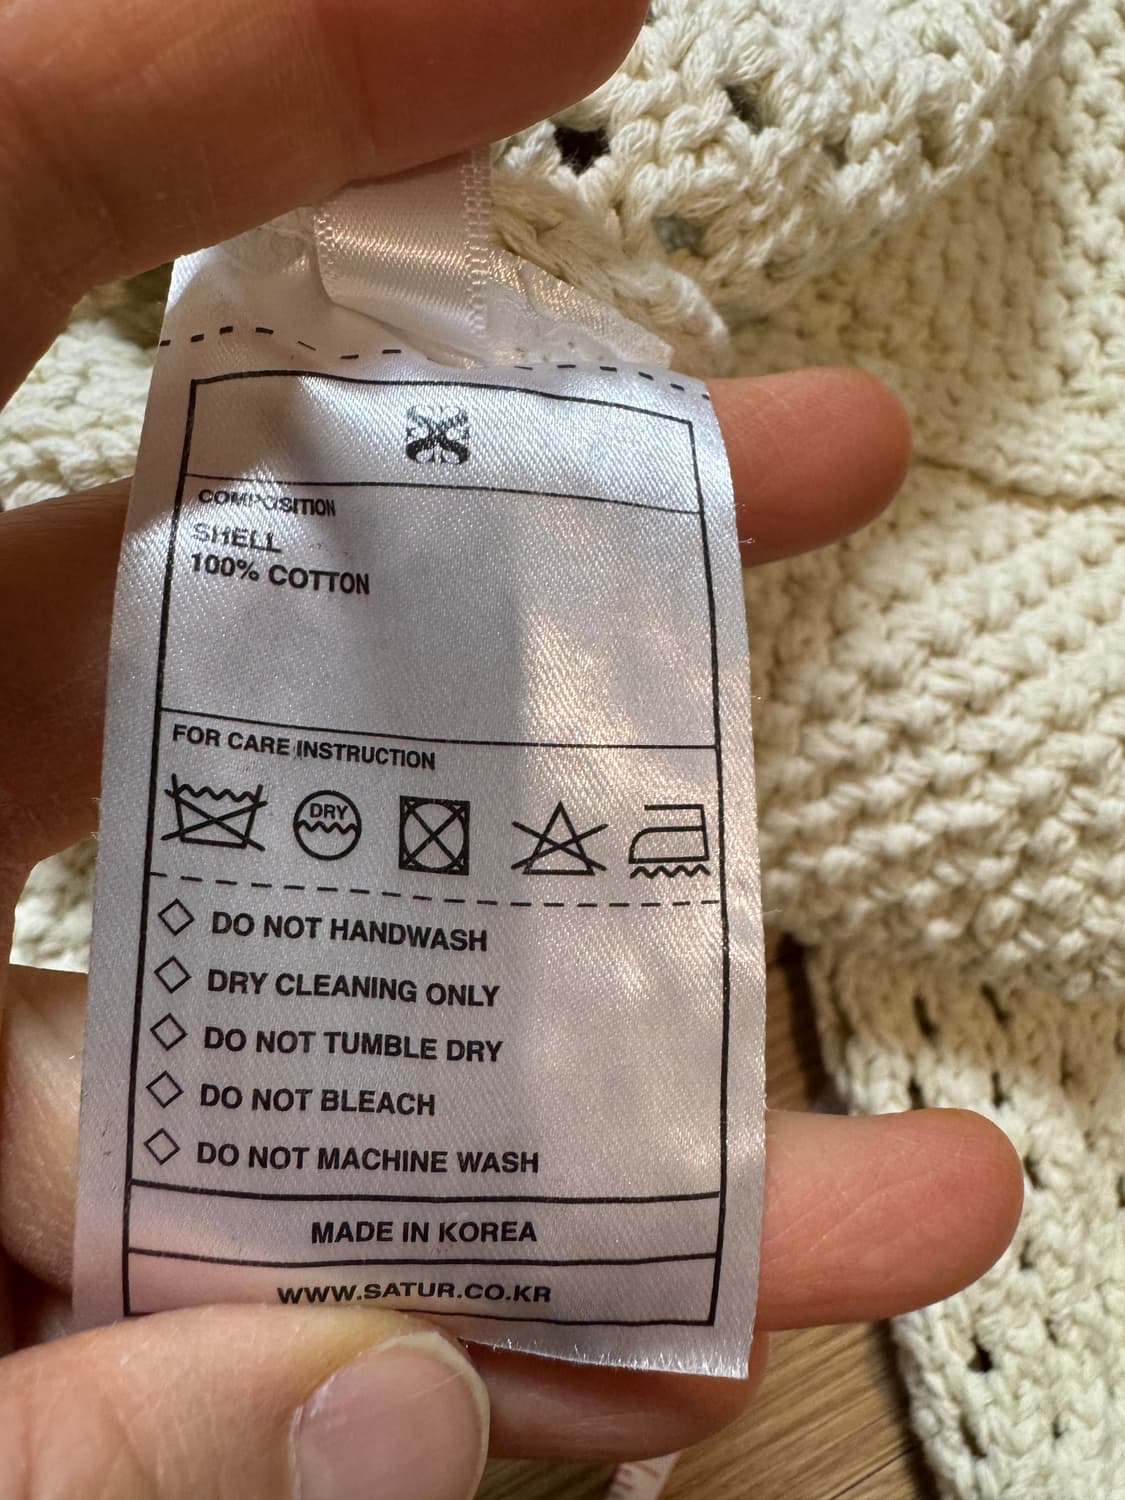 COMPOSITION
SHELL
100% COTTON
FOR CARE INSTRUCTION
DRY
DO NOT HANDWASH
DRY CLEANING ONLY
DO NOT TUMBLE DRY
DO NOT BLEACH
DO NOT MACHINE WASH
MADE IN KOREA
WWW.SATUR.CO.KR